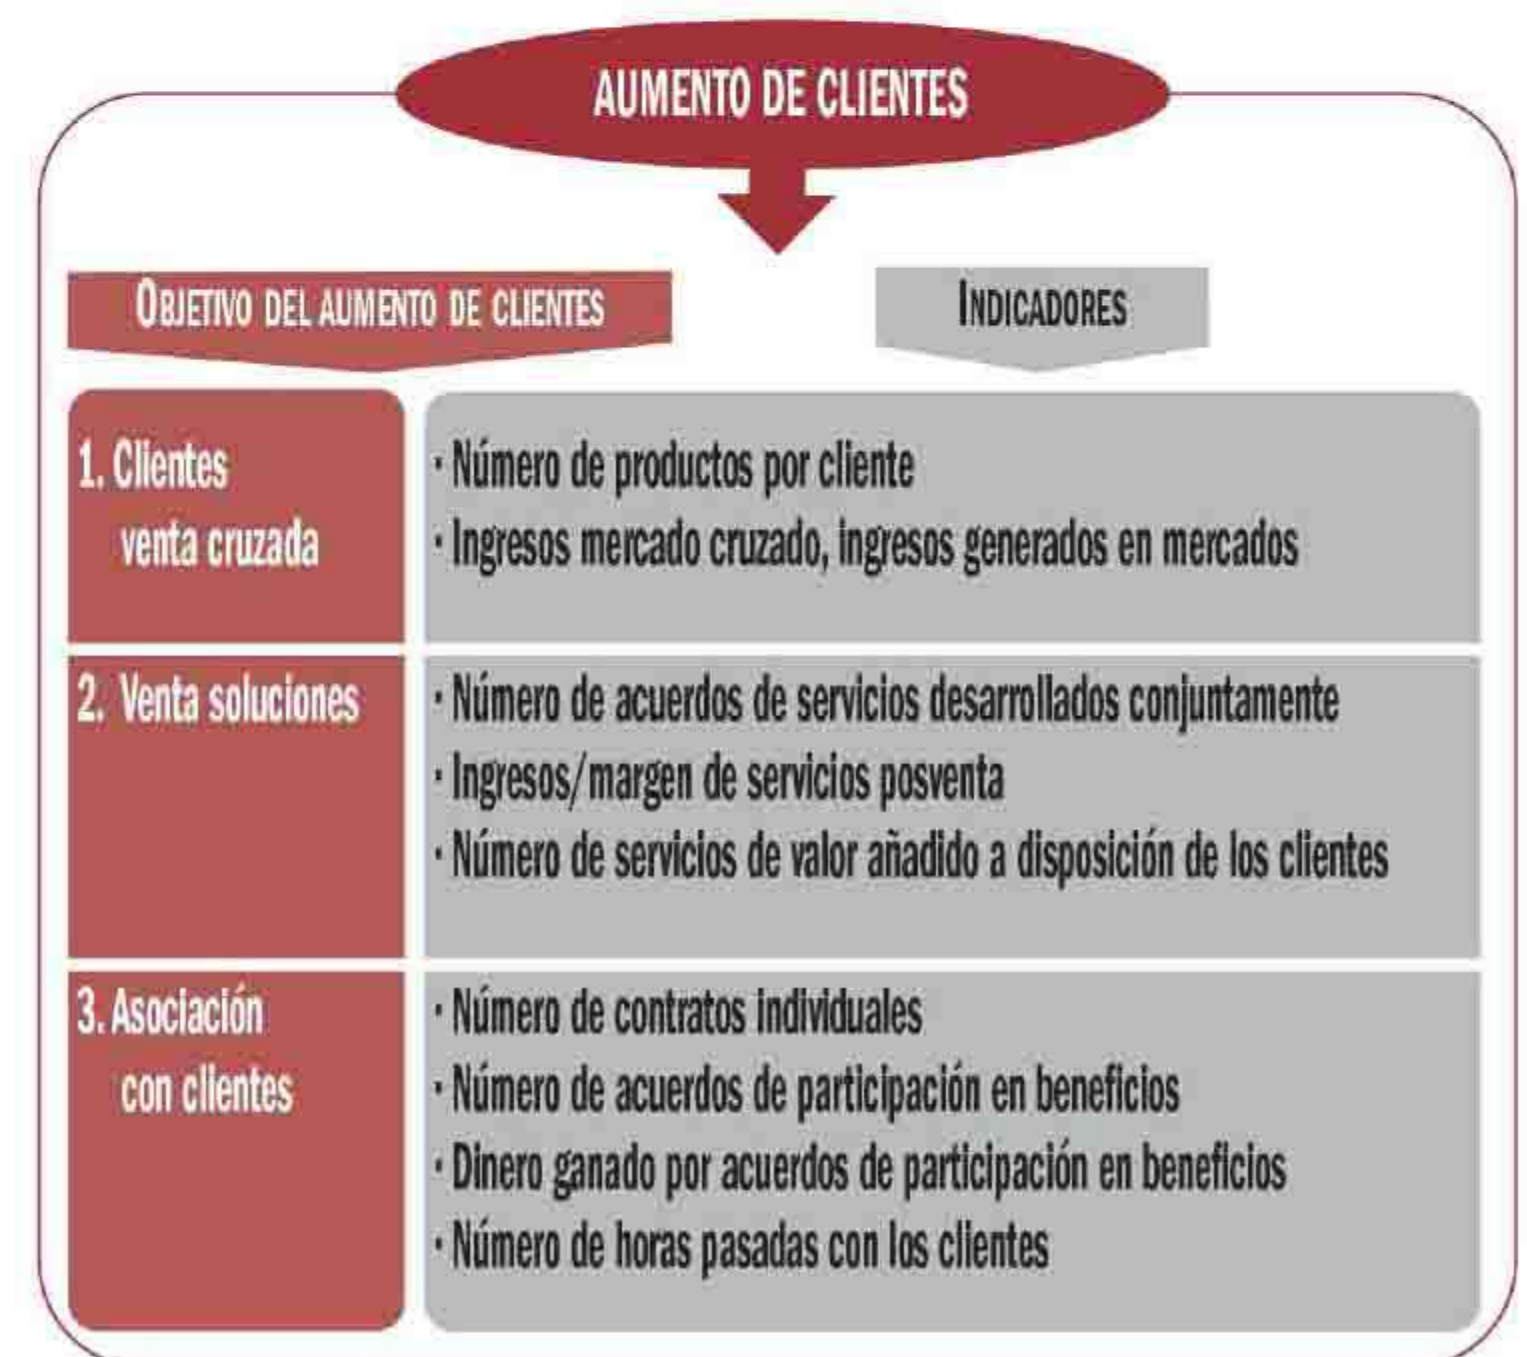 AUMENTO DE CLIENTES
OBJETIVO DEL AUMENTO DE CLIENTES
INDICADORES
1. Clientes
venta cruzada
· Número de productos por cliente
· Ingresos mercado cruzado, ingresos generados en mercados
2. Venta soluciones
· Número de acuerdos de servicios desarrollados conjuntamente
· Ingresos/margen de servicios posventa
· Número de servicios de valor añadido a disposición de los clientes
3. Asociación
con clientes
· Número de contratos individuales
· Número de acuerdos de participación en beneficios
· Dinero ganado por acuerdos de participación en beneficios
· Número de horas pasadas con los clientes